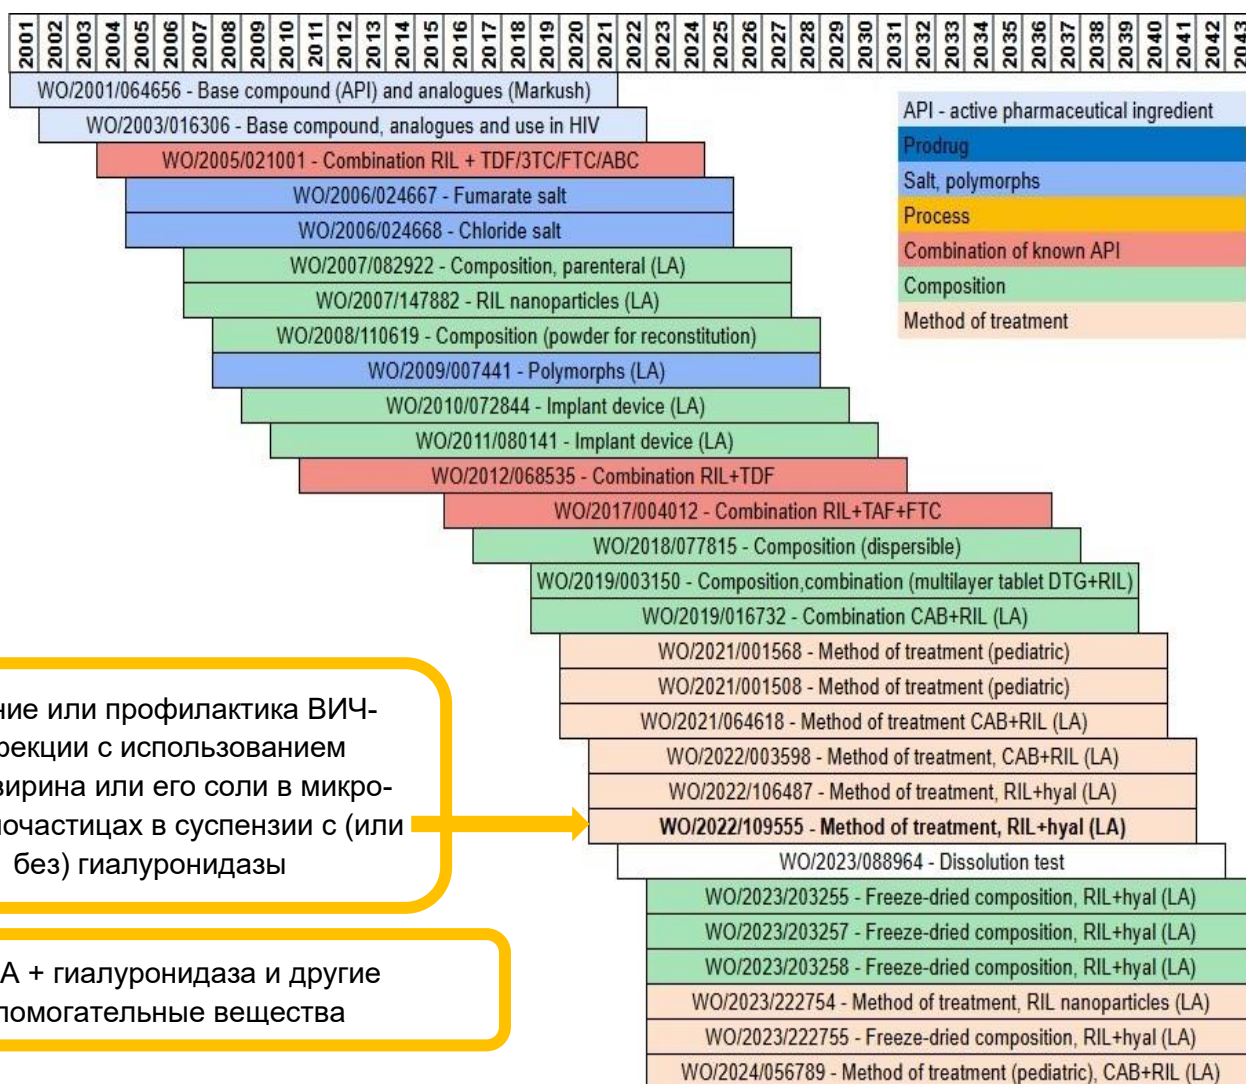 2001 2002 2003 2004 2005 2006 2007 2008 2009 2010 2011 2012 2013 2014 2015 2016 2017 2018 2019 2020 2021 2022 2023 2024 2025 2026 2027 2028 2029 2030 2031 2032 2033 2034 2035 2036 2037 2038 2039 2040 2041 2042 2043
WO/2001/064656 - Base compound (API) and analogues (Markush)
WO/2003/016306 - Base compound, analogues and use in HIV
WO/2005/021001 - Combination RIL + TDF/3TC/FTC/ABC
WO/2006/024667 - Fumarate salt
WO/2006/024668 - Chloride salt
WO/2007/082922 - Composition, parenteral (LA)
WO/2007/147882 - RIL nanoparticles (LA)
WO/2008/110619 - Composition (powder for reconstitution)
WO/2009/007441 - Polymorphs (LA)
WO/2010/072844 - Implant device (LA)
WO/2011/080141 - Implant device (LA)
WO/2012/068535 - Combination RIL+TDF
WO/2017/004012 - Combination RIL+TAF+FTC
WO/2018/077815 - Composition (dispersible)
WO/2019/003150 - Composition,combination (multilayer tablet DTG+RIL)
WO/2019/016732 - Combination CAB+RIL (LA)
WO/2021/001568 - Method of treatment (pediatric)
WO/2021/001508 - Method of treatment (pediatric)
WO/2021/064618 - Method of treatment CAB+RIL (LA)
WO/2022/003598 - Method of treatment, CAB+RIL (LA)
WO/2022/106487 - Method of treatment, RIL+hyal (LA)
WO/2022/109555 - Method of treatment, RIL+hyal (LA)
WO/2023/088964 - Dissolution test
WO/2023/203255 - Freeze-dried composition, RIL+hyal (LA)
WO/2023/203257 - Freeze-dried composition, RIL+hyal (LA)
WO/2023/203258 - Freeze-dried composition, RIL+hyal (LA)
WO/2023/222754 - Method of treatment, RIL nanoparticles (LA)
WO/2023/222755 - Freeze-dried composition, RIL+hyal (LA)
WO/2024/056789 - Method of treatment (pediatric), CAB+RIL (LA)
API - active pharmaceutical ingredient
Prodrug
Salt, polymorphs
Process
Combination of known API
Composition
Method of treatment
ние или профилактика ВИЧ-
рекции с использованием
вирина или его соли в микро-
ночастицах в суспензии с (или
без) гиалуронидазы
А + гиалуронидаза и другие
помогательные вещества